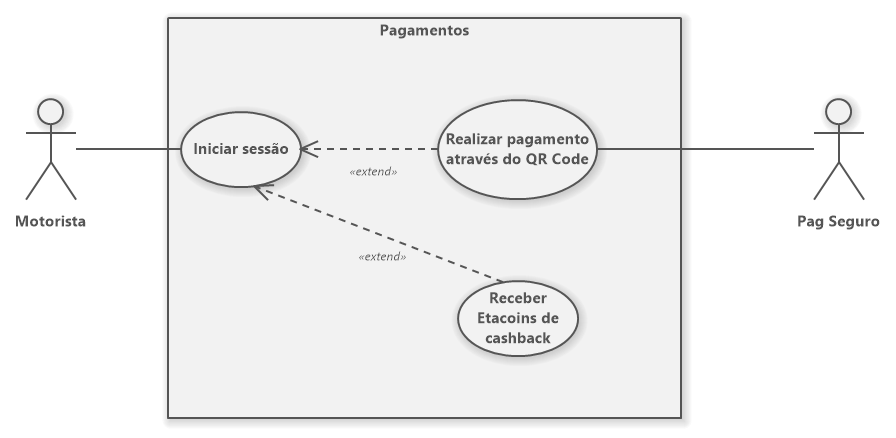 Pagamentos
Iniciar sessão
«extend»
Realizar pagamento
através do QR Code
Motorista
Pag Seguro
«extend»
Receber
Etacoins de
cashback